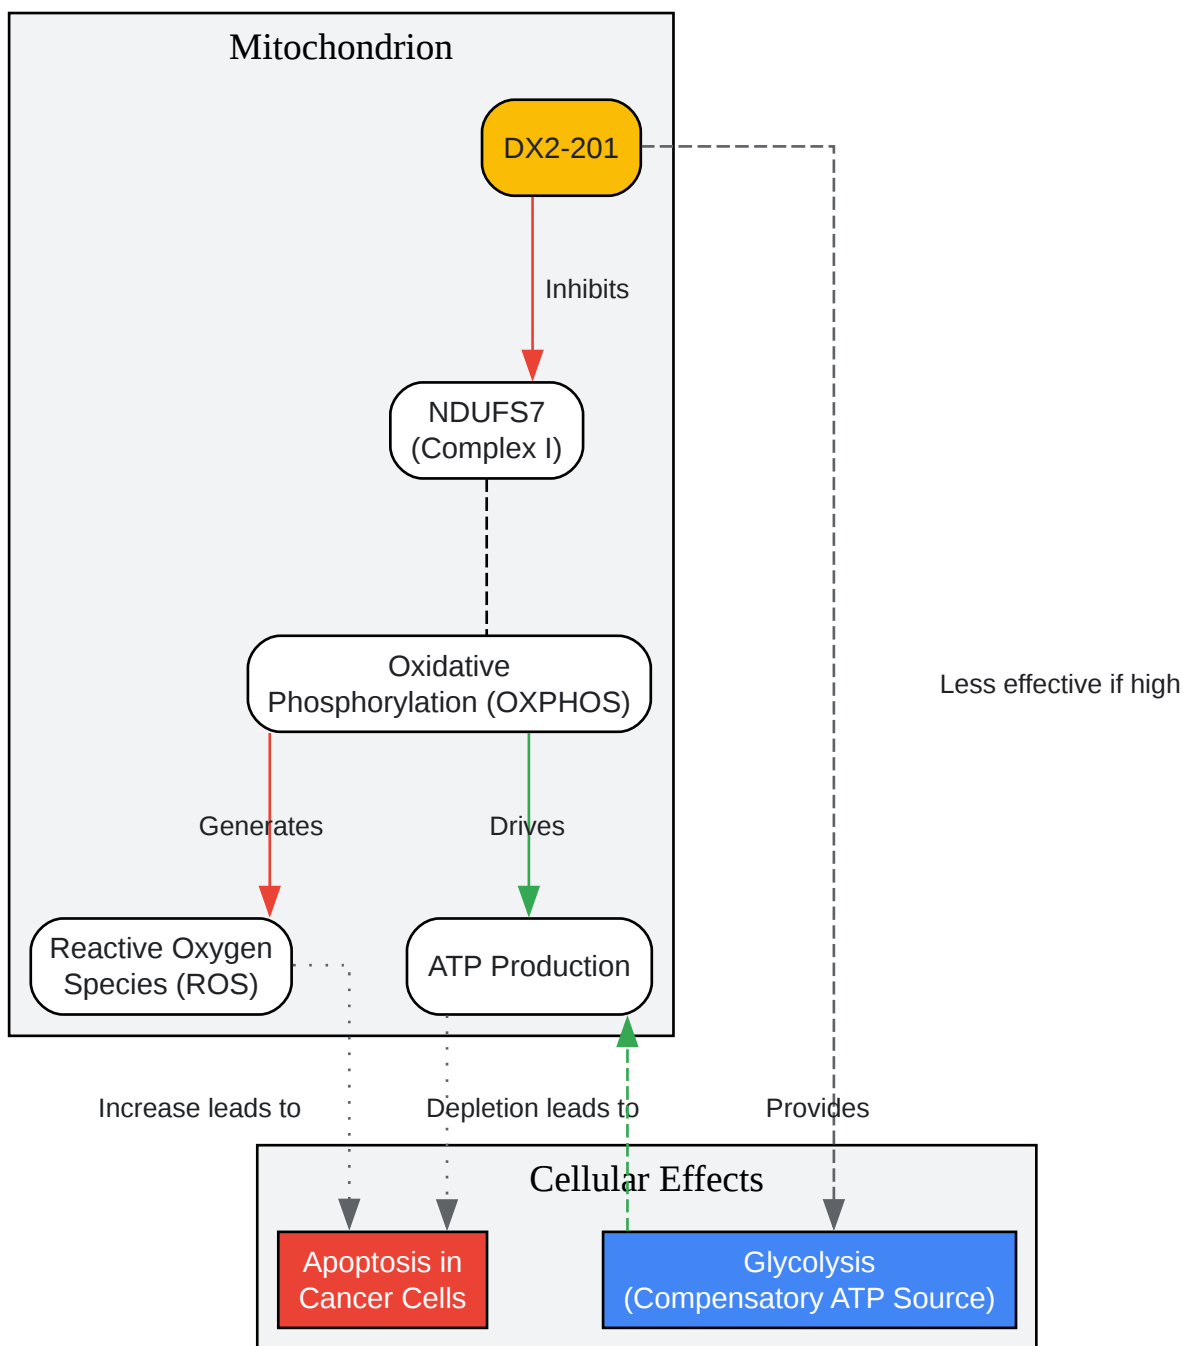 Mitochondrion
DX2-201
Inhibits
NDUFS7
(Complex I)
Oxidative
Phosphorylation (OXPHOS)
Less effective if high
Generates
Drives
Reactive Oxygen
Species (ROS)
ATP Production
Increase leads to
Depletion leads to
Provides
Cellular Effects
Apoptosis in
Cancer Cells
Glycolysis
(Compensatory ATP Source)